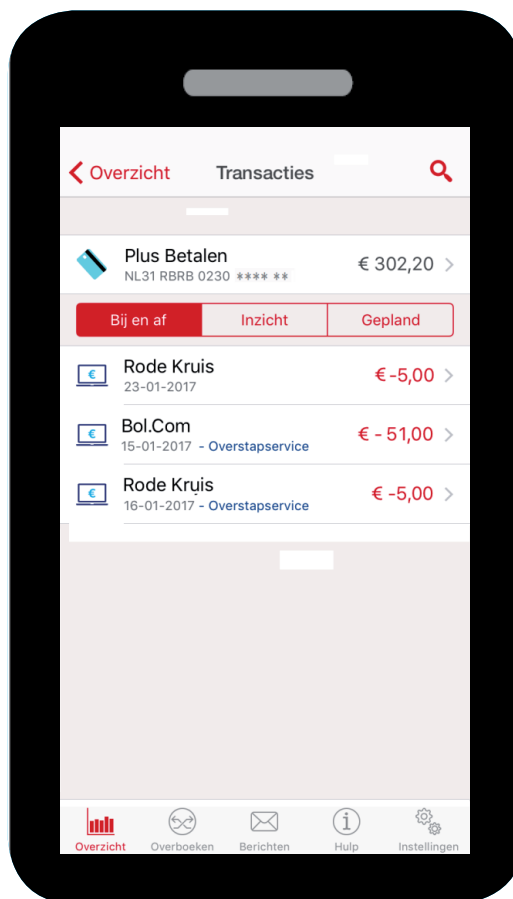 Overzicht Transacties
Plus Betalen € 302,20
NL31 RBRB 0230 **** **
Bij en af Inzicht Gepland
Rode Kruis € -5,00
23-01-2017
Bol.Com € - 51,00
15-01-2017 - Overstapservice
Rode Kruis € -5,00
16-01-2017 - Overstapservice
Overzicht Overboeken Berichten Hulp Instellingen